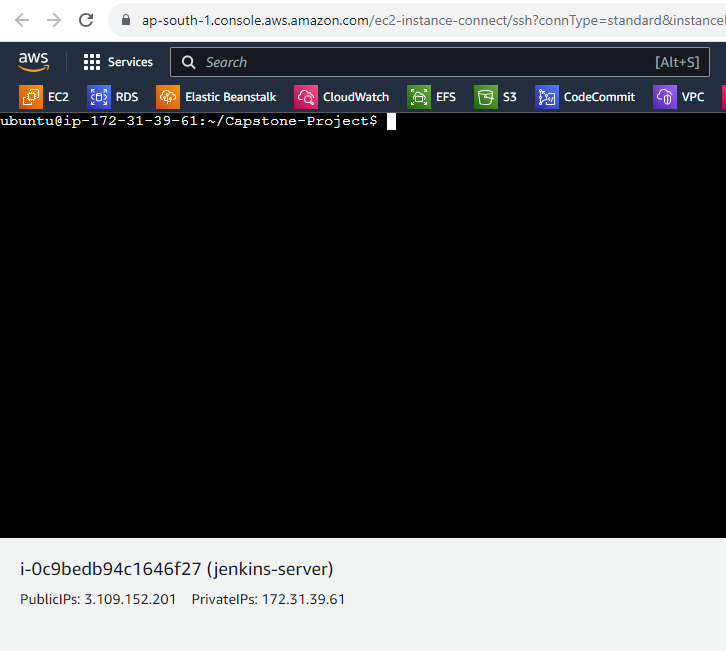 ap-south-1.console.aws.amazon.com/ec2-instance-connect/ssh?connType=standard&instanceI
aws Services Search [Alt+S]
EC2 RDS Elastic Beanstalk CloudWatch EFS S3 CodeCommit VPC
ubuntu@ip-172-31-39-61:~/Capstone-Project$
i-0c9bedb94c1646f27 (jenkins-server)
PublicIPs: 3.109.152.201 PrivateIPs: 172.31.39.61